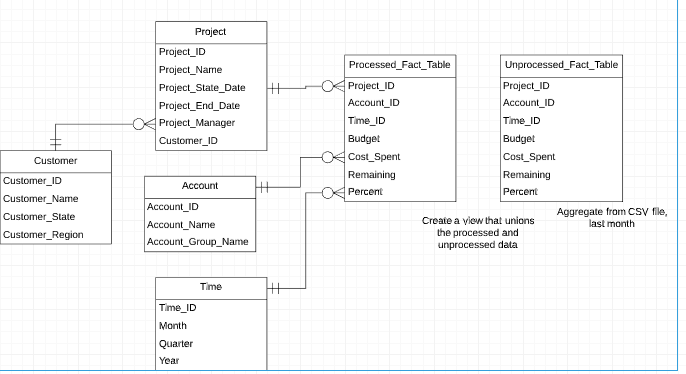 Project
Project_ID
Project_Name
Project_State_Date
Project_End_Date
Project_Manager
Customer_ID
Processed_Fact_Table
Project_ID
Account_ID
Time_ID
Budget
Cost_Spent
Remaining
Percent
Unprocessed_Fact_Table
Project_ID
Account_ID
Time_ID
Budget
Cost_Spent
Remaining
Percent
Customer
Customer_ID
Customer_Name
Customer_State
Customer_Region
Account
Account_ID
Account_Name
Account_Group_Name
Create a view that unions
the processed and
unprocessed data
Aggregate from CSV file,
last month
Time
Time_ID
Month
Quarter
Year